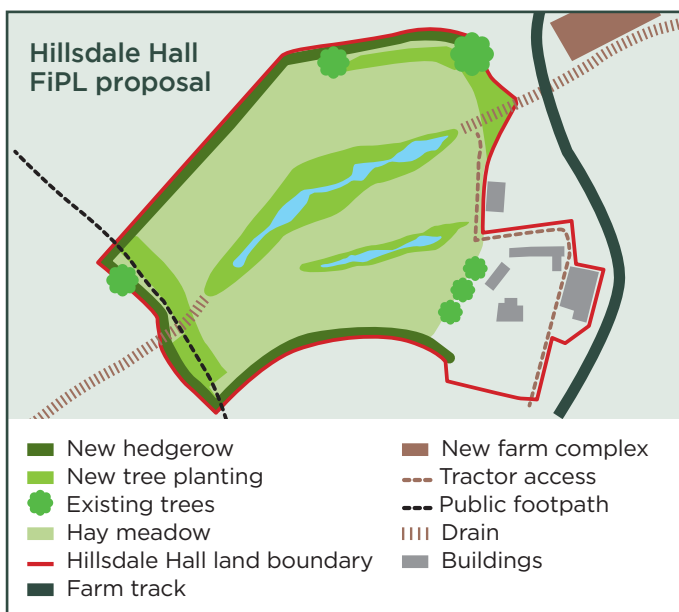 Hillsdale Hall
FiPL proposal
New hedgerow
New tree planting
Existing trees
Hay meadow
Hillsdale Hall land boundary
Farm track
New farm complex
Tractor access
Public footpath
Drain
Buildings